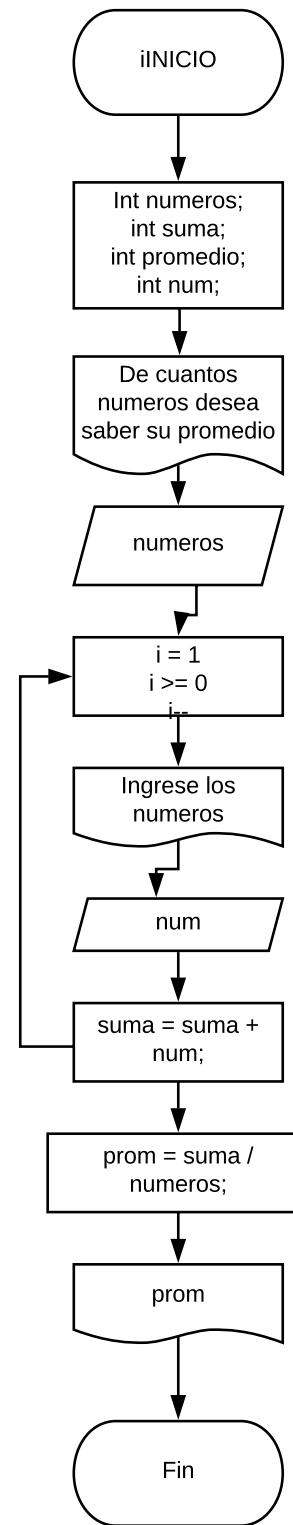 iINICIO
Int numeros;
int suma;
int promedio;
int num;
De cuantos
numeros desea
saber su promedio
numeros
i = 1
i >= 0
i--
Ingrese los
numeros
num
suma = suma +
num;
prom = suma /
numeros;
prom
Fin